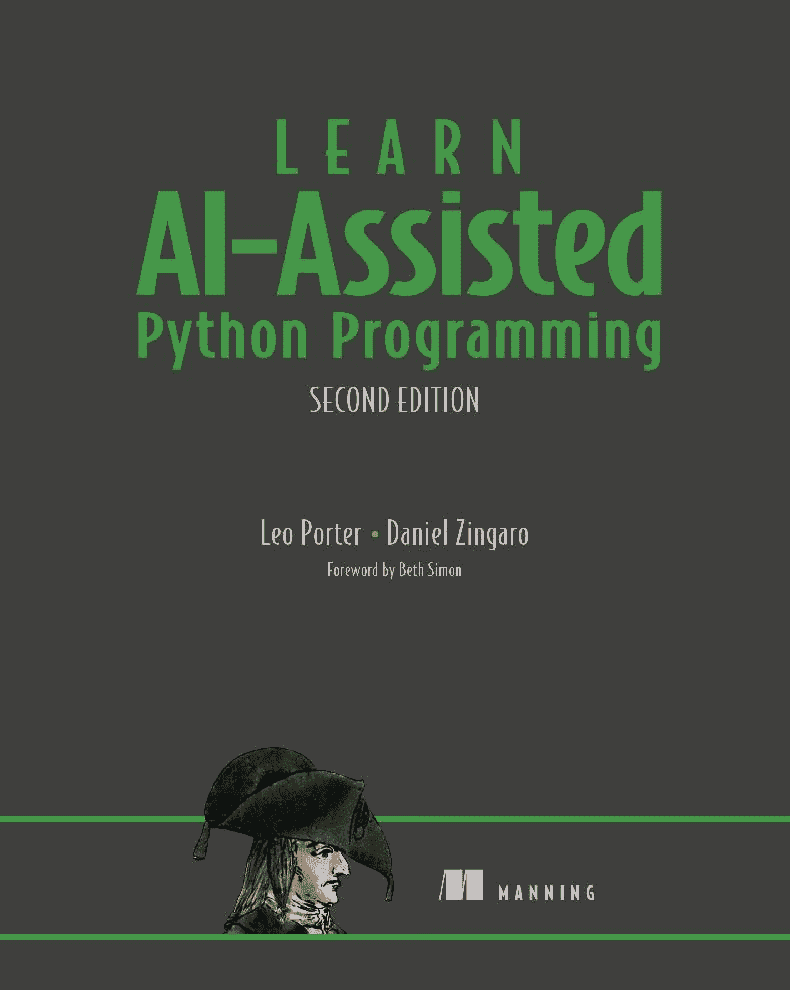 LEARN
AI-Assisted
Python Programming
SECOND EDITION
Leo Porter • Daniel Zingaro
Foreword by Beth Simon
MANNING